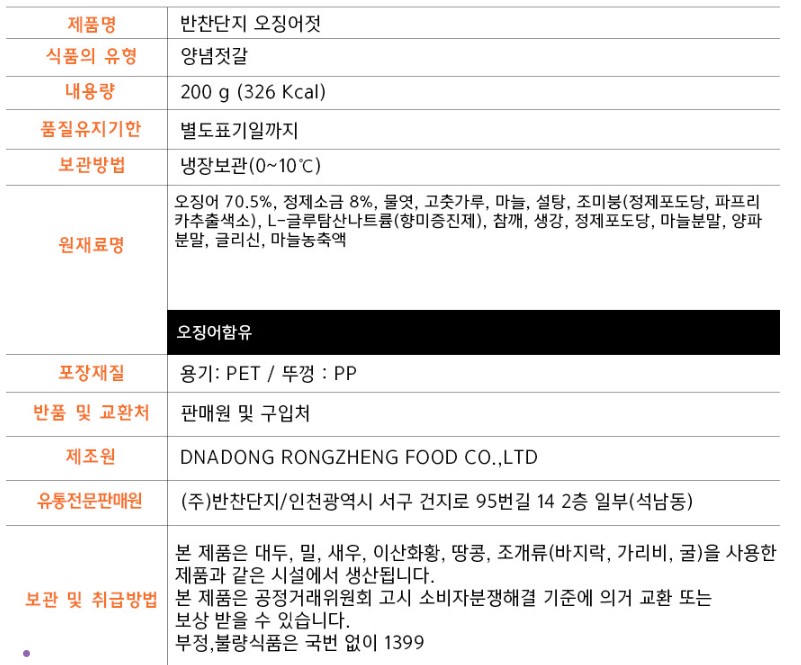 제품명 반찬단지 오징어젓
식품의 유형 양념젓갈
내용량 200 g (326 Kcal)
품질유지기한 별도표기일까지
보관방법 냉장보관(0~10℃)
원재료명
오징어 70.5%, 정제소금 8%, 물엿, 고춧가루, 마늘, 설탕, 조미붕(정제포도당, 파프리
카추출색소), L-글루탐산나트륨(향미증진제), 참깨, 생강, 정제포도당, 마늘분말, 양파
분말, 글리신, 마늘농축액
오징어함유
포장재질 용기: PET / 뚜껑 : PP
반품 및 교환처 판매원 및 구입처
제조원 DNADONG RONGZHENG FOOD CO.,LTD
유통전문판매원 (주)반찬단지/인천광역시 서구 건지로 95번길 14 2층 일부(석남동)
보관 및 취급방법
본 제품은 대두, 밀, 새우, 이산화황, 땅콩, 조개류(바지락, 가리비, 굴)을 사용한
제품과 같은 시설에서 생산됩니다.
본 제품은 공정거래위원회 고시 소비자분쟁해결 기준에 의거 교환 또는
보상 받을 수 있습니다.
부정,불량식품은 국번 없이 1399